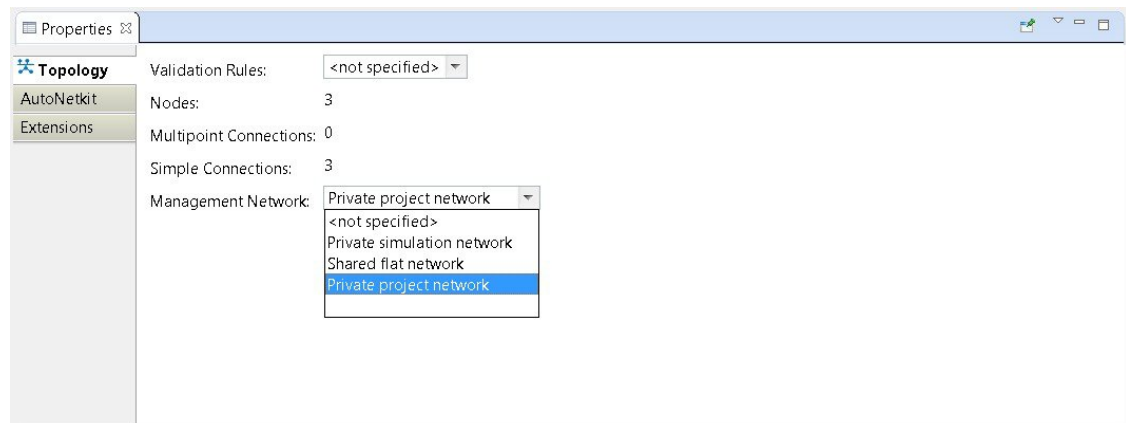 Properties
Topology
AutoNetkit
Extensions
Validation Rules: <not specified>
Nodes: 3
Multipoint Connections: 0
Simple Connections: 3
Management Network: Private project network
<not specified>
Private simulation network
Shared flat network
Private project network